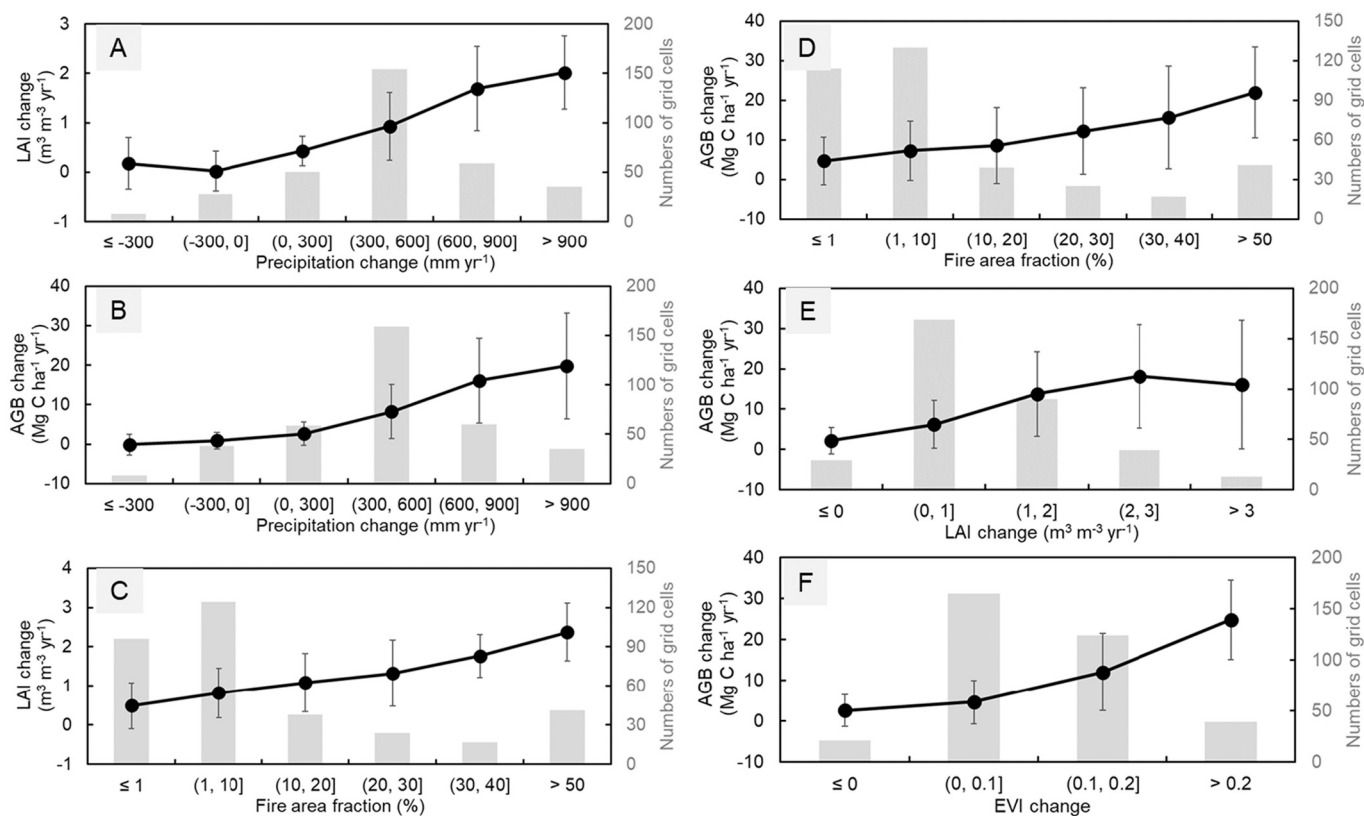 A
LAI change
(m³ m⁻³ yr⁻¹)
3
2
1
0
-1
200
150
100
50
0
Numbers of grid cells
≤ -300 (-300, 0] (0, 300] (300, 600] (600, 900] > 900
Precipitation change (mm yr⁻¹)
B
AGB change
(Mg C ha⁻¹ yr⁻¹)
40
30
20
10
0
-10
200
150
100
50
0
Numbers of grid cells
≤ -300 (-300, 0] (0, 300] (300, 600] (600, 900] > 900
Precipitation change (mm yr⁻¹)
C
LAI change
(m³ m⁻³ yr⁻¹)
4
3
2
1
0
-1
150
120
90
60
30
0
Numbers of grid cells
≤ 1 (1, 10] (10, 20] (20, 30] (30, 40] > 50
Fire area fraction (%)
D
AGB change
(Mg C ha⁻¹ yr⁻¹)
40
30
20
10
0
-10
150
120
90
60
30
0
Numbers of grid cells
≤ 1 (1, 10] (10, 20] (20, 30] (30, 40] > 50
Fire area fraction (%)
E
AGB change
(Mg C ha⁻¹ yr⁻¹)
40
30
20
10
0
-10
200
150
100
50
0
Numbers of grid cells
≤ 0 (0, 1] (1, 2] (2, 3] > 3
LAI change (m³ m⁻³ yr⁻¹)
F
AGB change
(Mg C ha⁻¹ yr⁻¹)
40
30
20
10
0
-10
200
150
100
50
0
Numbers of grid cells
≤ 0 (0, 0.1] (0.1, 0.2] > 0.2
EVI change